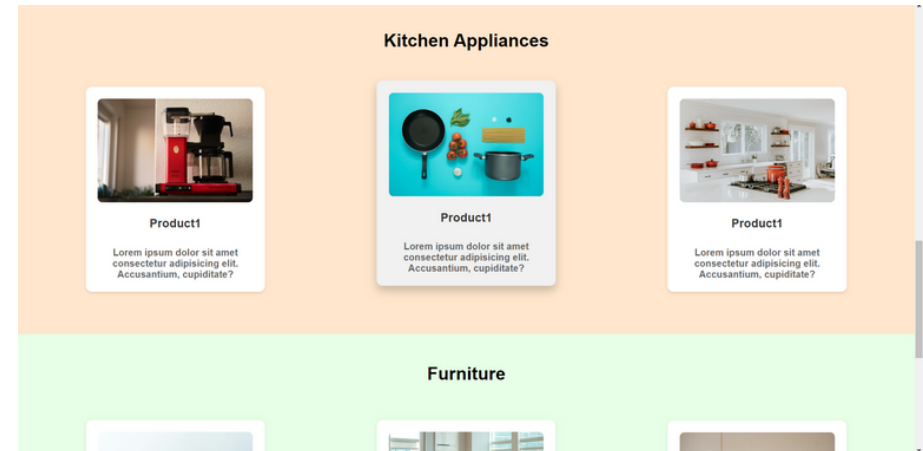 Kitchen Appliances
Product1
Lorem ipsum dolor sit amet
consectetur adipisicing elit.
Accusantium, cupiditate?
Product1
Lorem ipsum dolor sit amet
consectetur adipisicing elit.
Accusantium, cupiditate?
Product1
Lorem ipsum dolor sit amet
consectetur adipisicing elit.
Accusantium, cupiditate?
Furniture